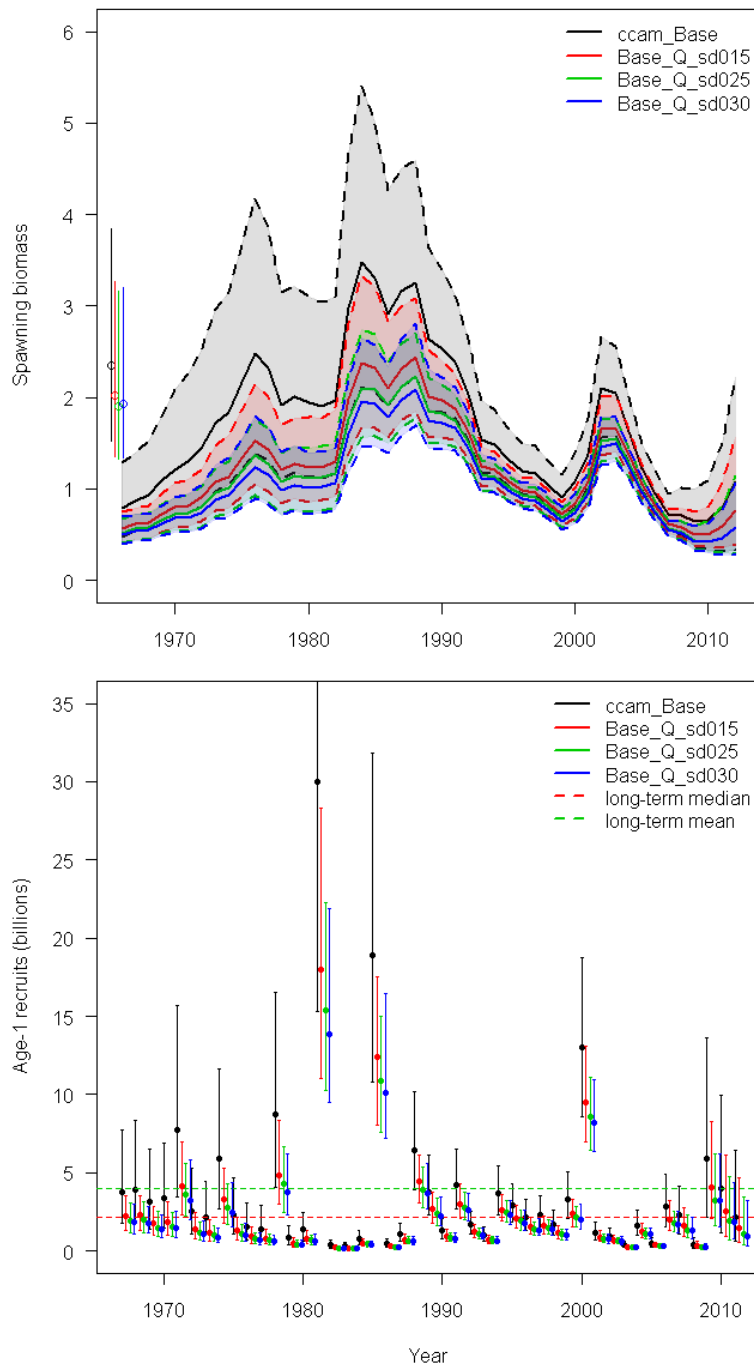 6
5
4
3
2
1
0
Spawning biomass
ccam_Base
Base_Q_sd015
Base_Q_sd025
Base_Q_sd030
1970
1980
1990
2000
2010
35
30
25
20
15
10
5
0
Age-1 recruits (billions)
ccam_Base
Base_Q_sd015
Base_Q_sd025
Base_Q_sd030
long-term median
long-term mean
1970
1980
1990
2000
2010
Year